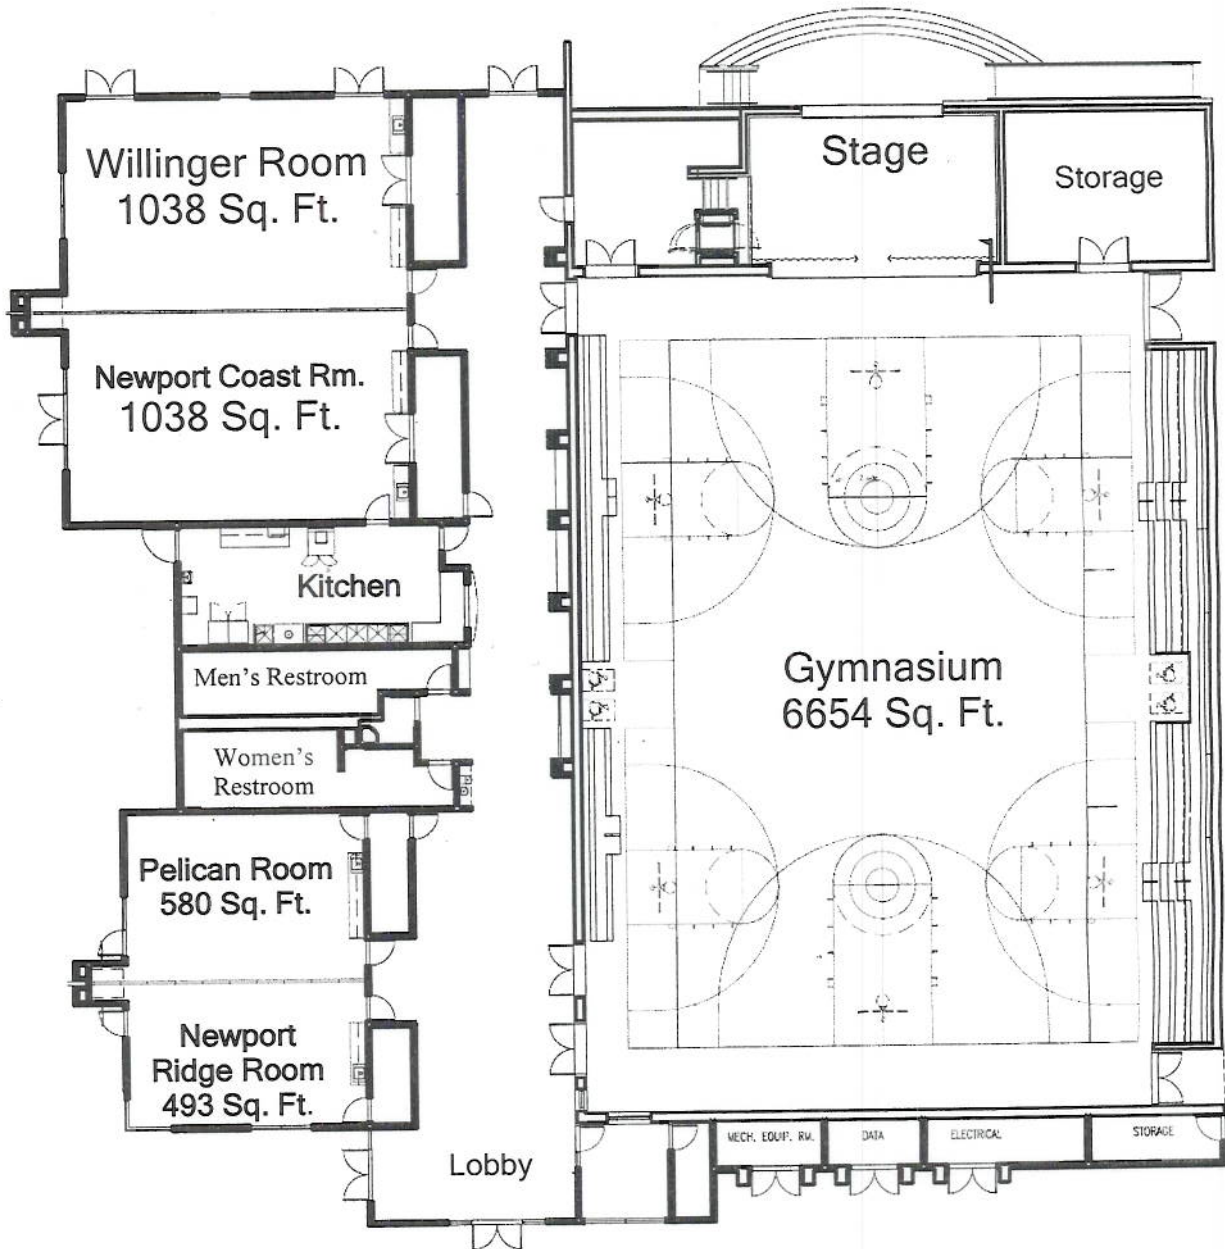 Willinger Room
1038 Sq. Ft.
Stage
Storage
Newport Coast Rm.
1038 Sq. Ft.
Kitchen
Men's Restroom
Women's
Restroom
Gymnasium
6654 Sq. Ft.
Pelican Room
580 Sq. Ft.
Newport
Ridge Room
493 Sq. Ft.
Lobby
MECH. EQUIP. RM.
DATA
ELECTRICAL
STORAGE